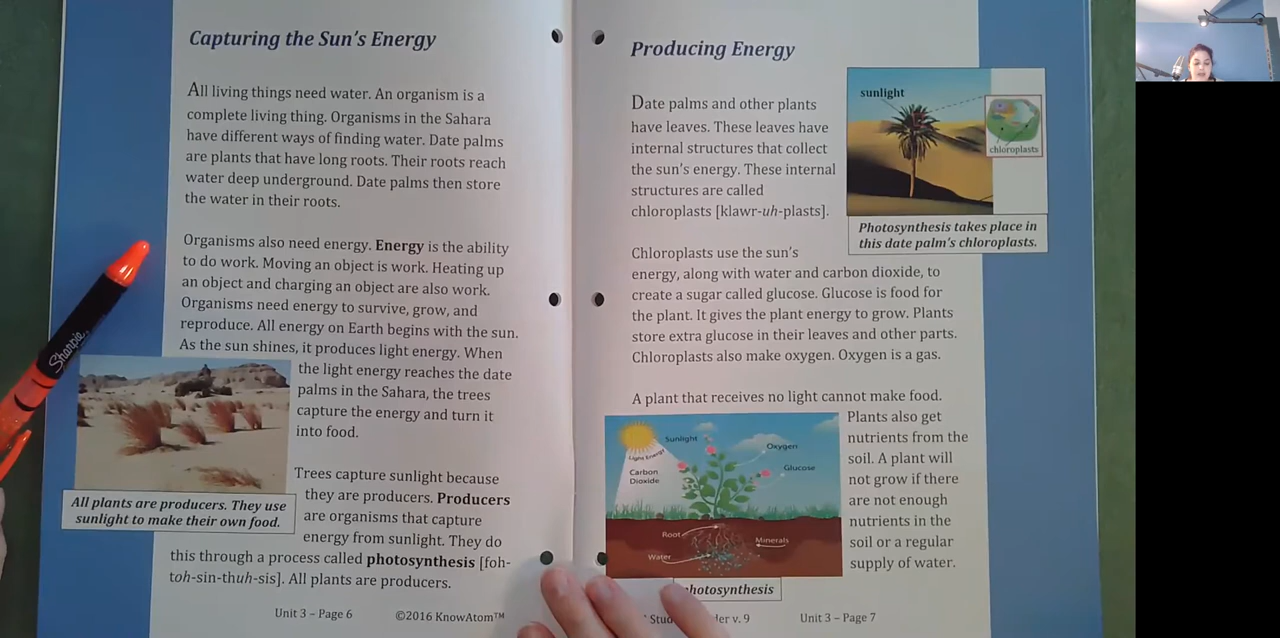 Capturing the Sun's Energy
All living things need water. An organism is a
complete living thing. Organisms in the Sahara
have different ways of finding water. Date palms
are plants that have long roots. Their roots reach
water deep underground. Date palms then store
the water in their roots.
Organisms also need energy. Energy is the ability
to do work. Moving an object is work. Heating up
an object and charging an object are also work.
Organisms need energy to survive, grow, and
reproduce. All energy on Earth begins with the sun.
As the sun shines, it produces light energy. When
the light energy reaches the date
palms in the Sahara, the trees
capture the energy and turn it
into food.
Trees capture sunlight because
they are producers. Producers
are organisms that capture
energy from sunlight. They do
this through a process called photosynthesis [foh-
toh-sin-thuh-sis]. All plants are producers.
All plants are producers. They use
sunlight to make their own food.
Sharpie
Unit 3 – Page 6
©2016 KnowAtom™
Producing Energy
Date palms and other plants
have leaves. These leaves have
internal structures that collect
the sun's energy. These internal
structures are called
chloroplasts [klawr-uh-plasts].
sunlight
chloroplasts
Photosynthesis takes place in
this date palm's chloroplasts.
Chloroplasts use the sun's
energy, along with water and carbon dioxide, to
create a sugar called glucose. Glucose is food for
the plant. It gives the plant energy to grow. Plants
store extra glucose in their leaves and other parts.
Chloroplasts also make oxygen. Oxygen is a gas.
A plant that receives no light cannot make food.
Plants also get
nutrients from the
soil. A plant will
not grow if there
are not enough
nutrients in the
soil or a regular
supply of water.
Sunlight
Light Energy
Carbon
Dioxide
Oxygen
Glucose
Root
Minerals
Water
hotosynthesis
v. 9
Unit 3 – Page 7